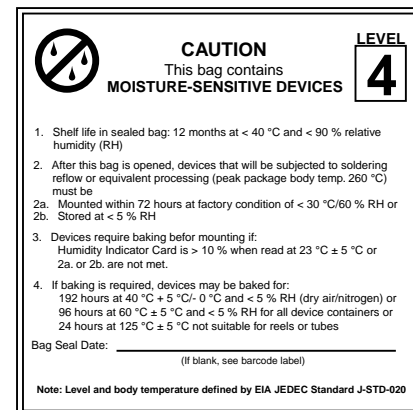 LEVEL
CAUTION
This bag contains
MOISTURE-SENSITIVE DEVICES
4
1. Shelf life in sealed bag: 12 months at < 40 °C and < 90 % relative
humidity (RH)
2. After this bag is opened, devices that will be subjected to soldering
reflow or equivalent processing (peak package body temp. 260 °C)
must be
2a. Mounted within 72 hours at factory condition of < 30 °C/60 % RH or
2b. Stored at < 5 % RH
3. Devices require baking befor mounting if:
Humidity Indicator Card is > 10 % when read at 23 °C ± 5 °C or
2a. or 2b. are not met.
4. If baking is required, devices may be baked for:
192 hours at 40 °C + 5 °C/- 0 °C and < 5 % RH (dry air/nitrogen) or
96 hours at 60 °C ± 5 °C and < 5 % RH for all device containers or
24 hours at 125 °C ± 5 °C not suitable for reels or tubes
Bag Seal Date:
(If blank, see barcode label)
Note: Level and body temperature defined by EIA JEDEC Standard J-STD-020